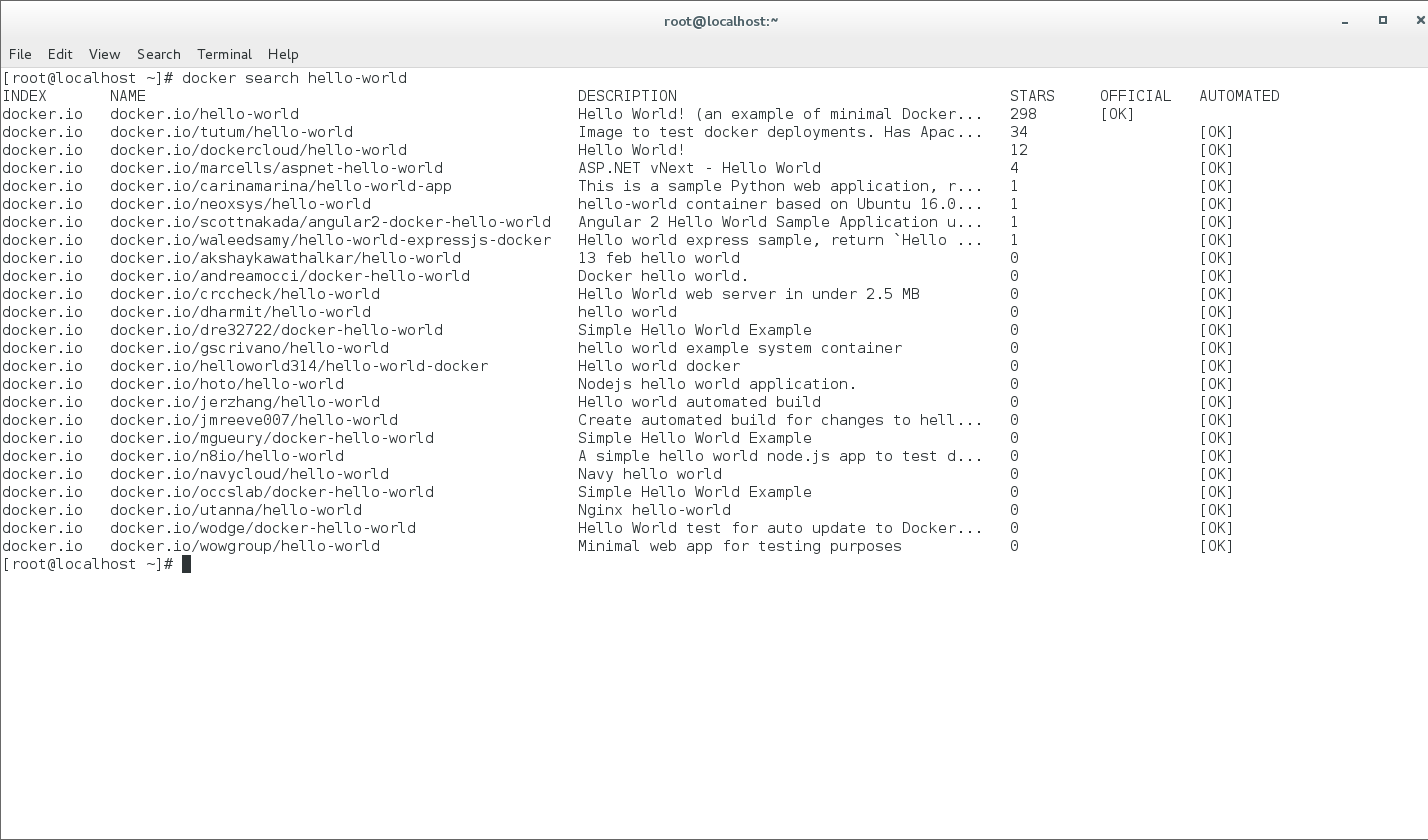 root@localhost:~
File Edit View Search Terminal Help
[root@localhost ~]# docker search hello-world
INDEX NAME DESCRIPTION STARS OFFICIAL AUTOMATED
docker.io docker.io/hello-world Hello World! (an example of minimal Docker... 298 [OK]
docker.io docker.io/tutum/hello-world Image to test docker deployments. Has Apac... 34 [OK]
docker.io docker.io/dockercloud/hello-world Hello World! 12 [OK]
docker.io docker.io/marcells/aspnet-hello-world ASP.NET vNext - Hello World 4 [OK]
docker.io docker.io/carinamarina/hello-world-app This is a sample Python web application, r... 1 [OK]
docker.io docker.io/neoxsys/hello-world hello-world container based on Ubuntu 16.0... 1 [OK]
docker.io docker.io/scottnakada/angular2-docker-hello-world Angular 2 Hello World Sample Application u... 1 [OK]
docker.io docker.io/waleedsamy/hello-world-expressjs-docker Hello world express sample, return `Hello ... 1 [OK]
docker.io docker.io/akshaykawathalkar/hello-world 13 feb hello world 0 [OK]
docker.io docker.io/andreamocci/docker-hello-world Docker hello world. 0 [OK]
docker.io docker.io/crccheck/hello-world Hello World web server in under 2.5 MB 0 [OK]
docker.io docker.io/dharmit/hello-world hello world 0 [OK]
docker.io docker.io/dre32722/docker-hello-world Simple Hello World Example 0 [OK]
docker.io docker.io/gscrivano/hello-world hello world example system container 0 [OK]
docker.io docker.io/helloworld314/hello-world-docker Hello world docker 0 [OK]
docker.io docker.io/hoto/hello-world Nodejs hello world application. 0 [OK]
docker.io docker.io/jerzhang/hello-world Hello world automated build 0 [OK]
docker.io docker.io/jmreeve007/hello-world Create automated build for changes to hell... 0 [OK]
docker.io docker.io/mgueury/docker-hello-world Simple Hello World Example 0 [OK]
docker.io docker.io/n8io/hello-world A simple hello world node.js app to test d... 0 [OK]
docker.io docker.io/navycloud/hello-world Navy hello world 0 [OK]
docker.io docker.io/occslab/docker-hello-world Simple Hello World Example 0 [OK]
docker.io docker.io/utanna/hello-world Nginx hello-world 0 [OK]
docker.io docker.io/wodge/docker-hello-world Hello World test for auto update to Docker... 0 [OK]
docker.io docker.io/wowgroup/hello-world Minimal web app for testing purposes 0 [OK]
[root@localhost ~]#